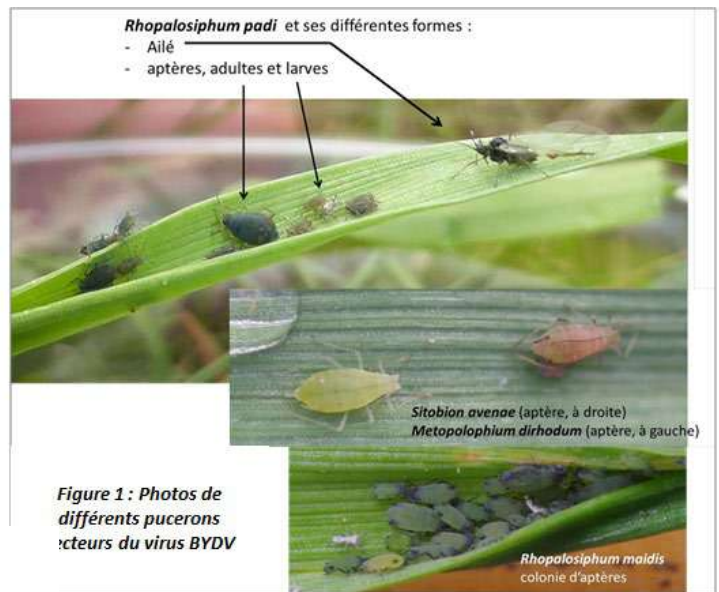 Rhopalosiphum padi et ses différentes formes :
- Ailé
- aptères, adultes et larves
Sitobion avenae (aptère, à droite)
Metopolophium dirhodum (aptère, à gauche)
Figure 1 : Photos de
différents pucerons
ecteurs du virus BYDV
Rhopalosiphum maidis
colonie d'aptères